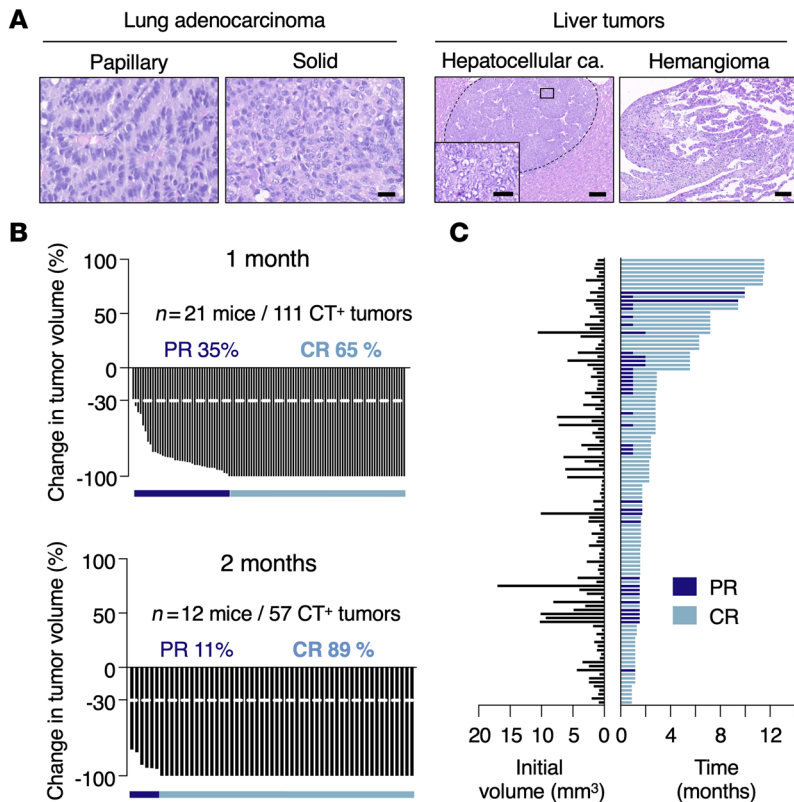 A
Lung adenocarcinoma
Liver tumors
Papillary
Solid
Hepatocellular ca.
Hemangioma
B
C
Change in tumor volume (%)
100
50
0
-30
-100
1 month
n = 21 mice / 111 CT+ tumors
PR 35%
CR 65 %
Change in tumor volume (%)
100
50
0
-30
-100
2 months
n = 12 mice / 57 CT+ tumors
PR 11%
CR 89 %
PR
CR
20 15 10 5 0
0 4 8 12
Initial
volume (mm³)
Time
(months)